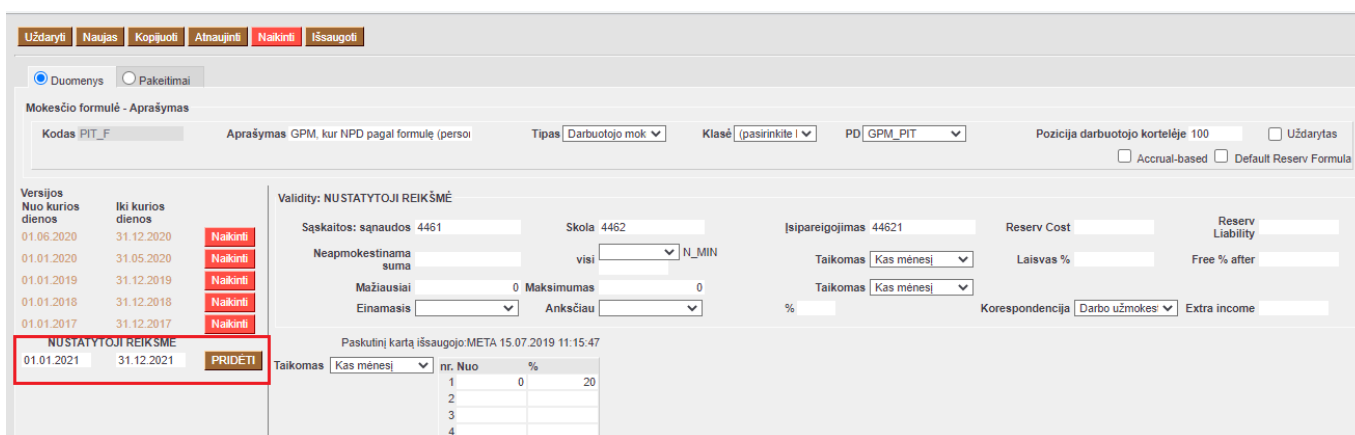 Uždaryti Naujas Kopijuoti Atnaujinti Naikinti Išsaugoti
Duomenys Pakeitimai
Mokesčio formulė - Aprašymas
Kodas PIT_F Aprašymas GPM, kur NPD pagal formulę (persoi Tipas Darbuotojo mok Klasė (pasirinkite l PD GPM_PIT Pozicija darbuotojo kortelėje 100 Uždarytas
Accrual-based Default Reserv Formula
Versijos
Nuo kurios dienos Iki kurios dienos
01.06.2020 31.12.2020 Naikinti
01.01.2020 31.05.2020 Naikinti
01.01.2019 31.12.2019 Naikinti
01.01.2018 31.12.2018 Naikinti
01.01.2017 31.12.2017 Naikinti
NUSTATYTOJI REIKŠMĖ
01.01.2021 31.12.2021 PRIDĖTI
Validity: NUSTATYTOJI REIKŠMĖ
Sąskaitos: sąnaudos 4461 Skola 4462 Įsipareigojimas 44621 Reserv Cost Reserv Liability
Neapmokestinama suma visi N_MIN Taikomas Kas mėnesį Laisvas % Free % after
Mažiausiai 0 Maksimumas 0 Taikomas Kas mėnesį
Einamasis Anksčiau % Korespondencija Darbo užmokes Extra income
Paskutinį kartą išsaugojo:META 15.07.2019 11:15:47
Taikomas Kas mėnesį nr. Nuo %
1 0 20
2
3
4